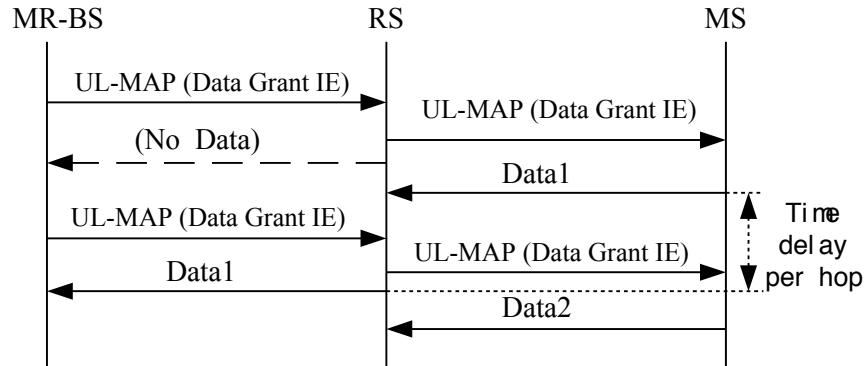 MR-BS RS MS
UL-MAP (Data Grant IE)
UL-MAP (Data Grant IE)
(No Data)
Data1
UL-MAP (Data Grant IE)
Time
delay
per hop
UL-MAP (Data Grant IE)
Data1
Data2